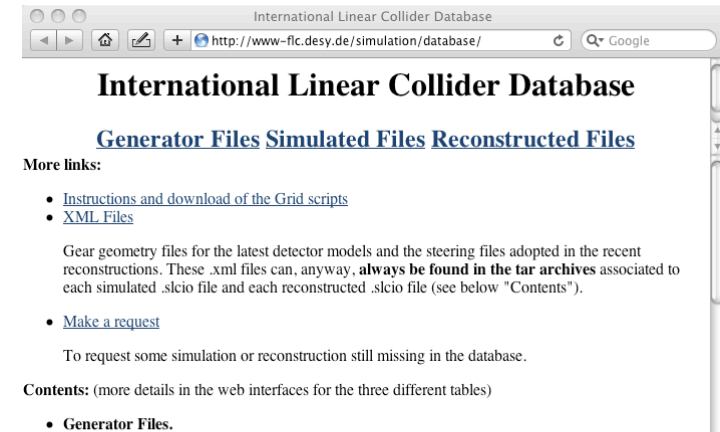 International Linear Collider Database
http://www-flc.desy.de/simulation/database/
Google
International Linear Collider Database
Generator Files Simulated Files Reconstructed Files
More links:
• Instructions and download of the Grid scripts
• XML Files
Gear geometry files for the latest detector models and the steering files adopted in the recent
reconstructions. These .xml files can, anyway, always be found in the tar archives associated to
each simulated .slcio file and each reconstructed .slcio file (see below "Contents").
• Make a request
To request some simulation or reconstruction still missing in the database.
Contents: (more details in the web interfaces for the three different tables)
• Generator Files.